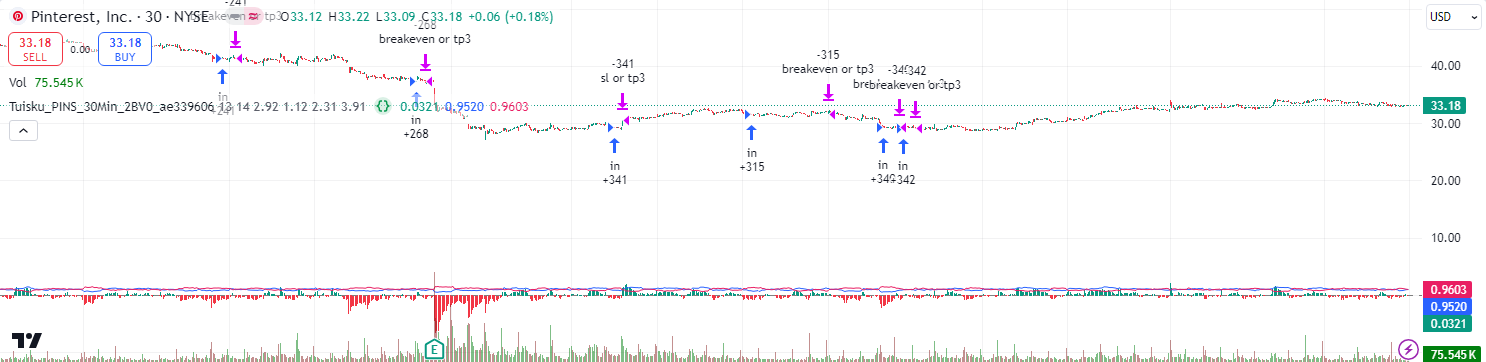 -241
Pinterest, Inc. · 30 · NYSE
breakeven or tp3
O33.12 H33.22 L33.09 C33.18 +0.06 (+0.18%)
USD
33.18
SELL
0.00
33.18
BUY
Vol 75.545 K
Tuisku_PINS_30Min_2BV0_ae339606 13 14 2.92 1.12 2.31 3.91 0.0321 0.9520 0.9603
in
+241
-268
breakeven or tp3
in
+268
-341
sl or tp3
in
+341
-315
breakeven or tp3
in
+315
-342
breakeven or tp3
in
in
+342
40.00
33.18
30.00
20.00
10.00
0.9603
0.9520
0.0321
75.545 K
E